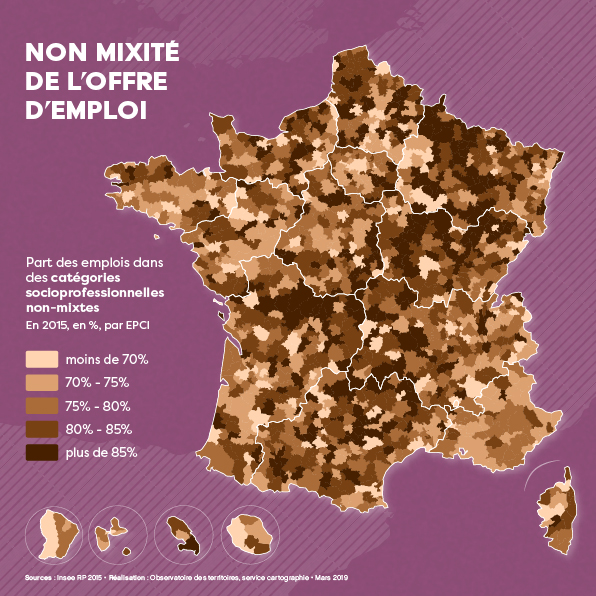 NON MIXITÉ
DE L'OFFRE
D'EMPLOI
Part des emplois dans
des catégories
socioprofessionnelles
non-mixtes
En 2015, en %, par EPCI
moins de 70%
70% - 75%
75% - 80%
80% - 85%
plus de 85%
Sources : Insee RP 2015 • Réalisation : Observatoire des territoires, service cartographie • Mars 2019